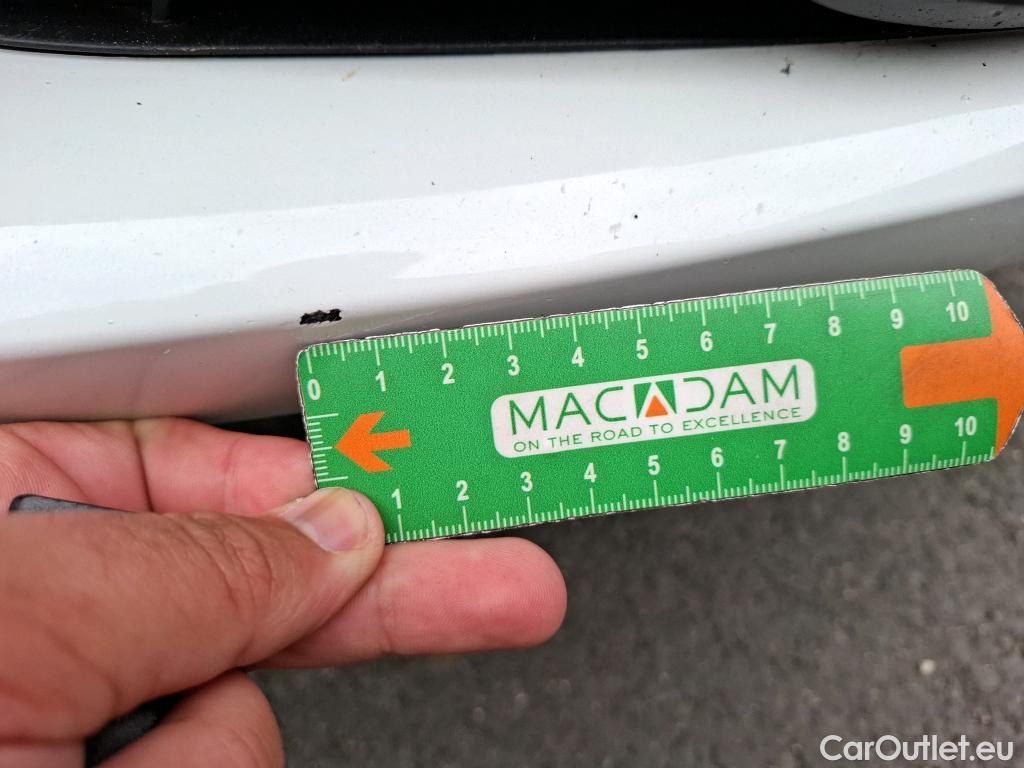 0 1 2 3 4 5 6 7 8 9 10
MACADAM
ON THE ROAD TO EXCELLENCE
1 2 3 4 5 6 7 8 9 10
CarOutlet.eu